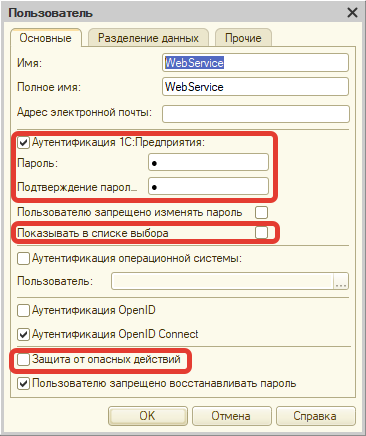 Пользователь
Основные Разделение данных Прочие
Имя: WebService
Полное имя: WebService
Адрес электронной почты:
Аутентификация 1С:Предприятия:
Пароль: ●
Подтверждение парол... ●
Пользователю запрещено изменять пароль
Показывать в списке выбора
Аутентификация операционной системы:
Пользователь: ...
Аутентификация OpenID
Аутентификация OpenID Connect
Защита от опасных действий
Пользователю запрещено восстанавливать пароль
OK Отмена Справка